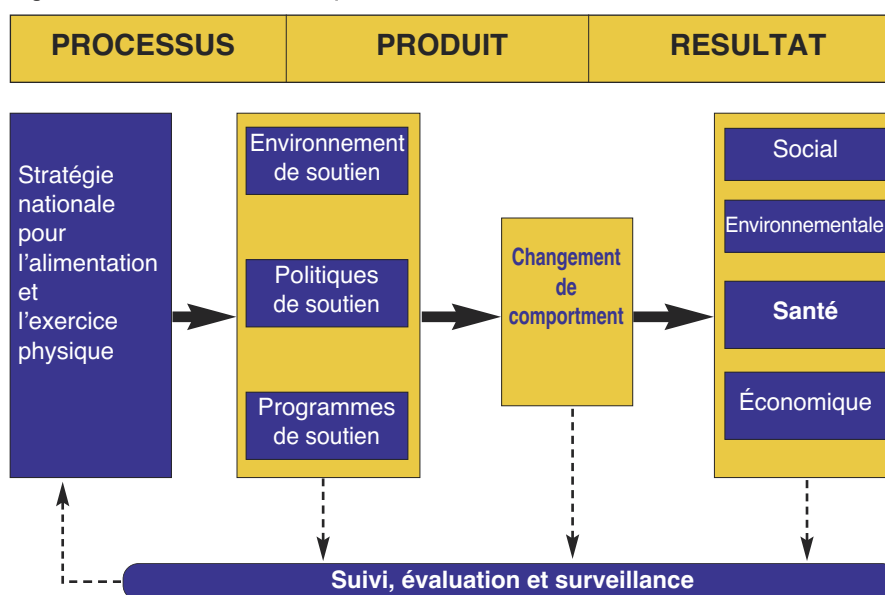 PROCESSUS PRODUIT RESULTAT
Stratégie
nationale
pour
l'alimentation
et
l'exercice
physique
Environnement
de soutien
Politiques
de soutien
Programmes
de soutien
Changement
de
comportment
Social
Environnementale
Santé
Économique
Suivi, évaluation et surveillance